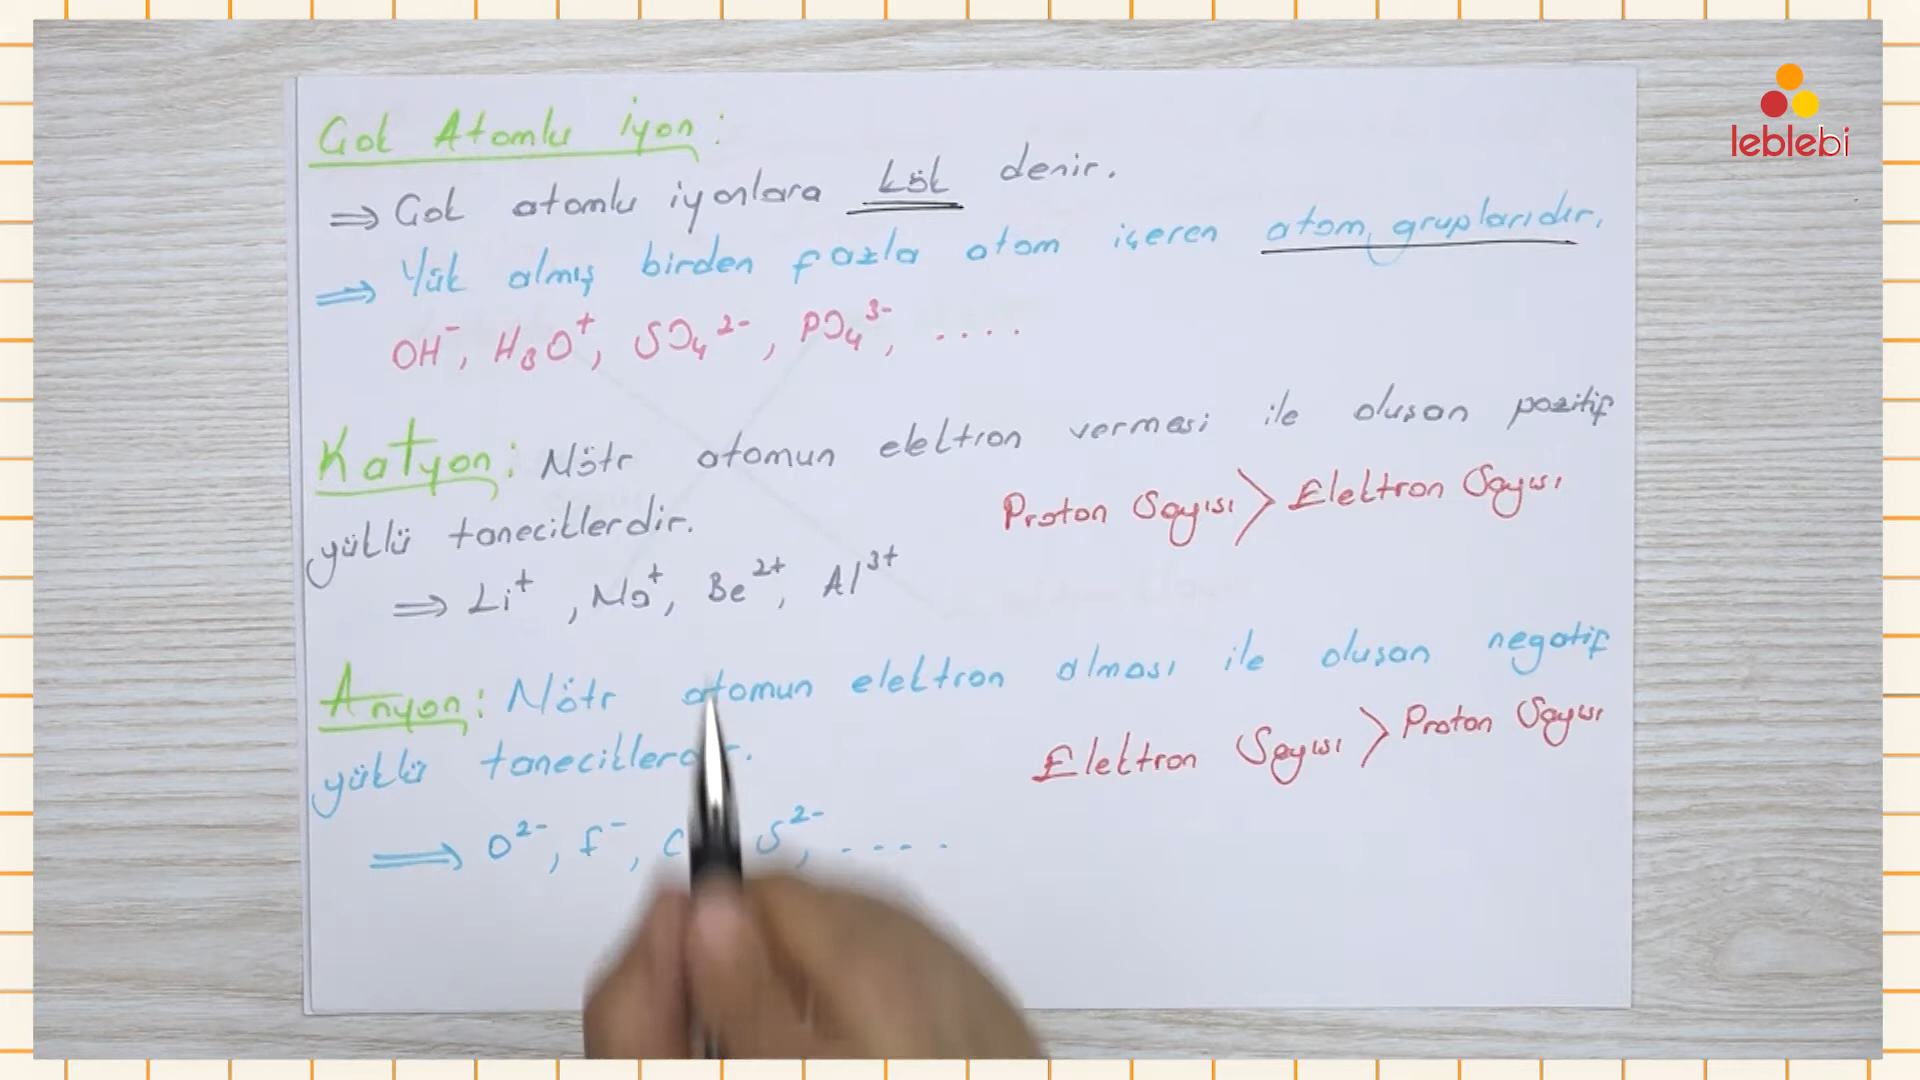 leblebi
Çok Atomlu iyon:
⇒ Çok atomlu iyonlara kök denir.
⇒ Yük almış birden fazla atom içeren atom gruplarıdır.
OH⁻, H₃O⁺, SO₄²⁻, PO₄³⁻, ....
Katyon: Nötr atomun elektron vermesi ile oluşan pozitif
yüklü taneciklerdir.
Proton Sayısı > Elektron Sayısı
⇒ Li⁺, Na⁺, Be²⁺, Al³⁺
Anyon: Nötr atomun elektron alması ile oluşan negatif
yüklü
Elektron Sayısı > Proton Sayısı
⇒ O²⁻, F⁻, S²⁻, ....